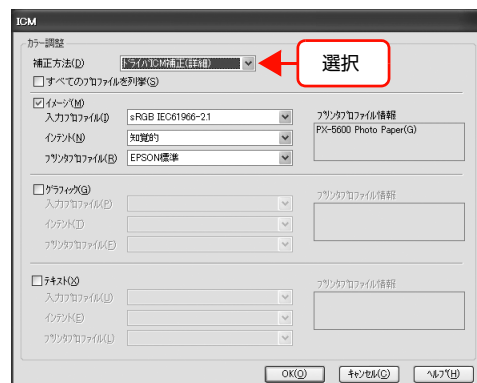 ICM
カラー調整
補正方法(D) ドライバICM補正(詳細)
選択
すべてのプロファイルを列挙(S)
イメージ(M)
入力プロファイル(I) sRGB IEC61966-2.1
インテント(N) 知覚的
プリンタプロファイル(R) EPSON標準
プリンタプロファイル情報
PX-5600 Photo Paper(G)
グラフィック(G)
入力プロファイル(P)
インテント(T)
プリンタプロファイル(F)
プリンタプロファイル情報
テキスト(X)
入力プロファイル(U)
インテント(E)
プリンタプロファイル(L)
プリンタプロファイル情報
OK(O) キャンセル(C) ヘルプ(H)